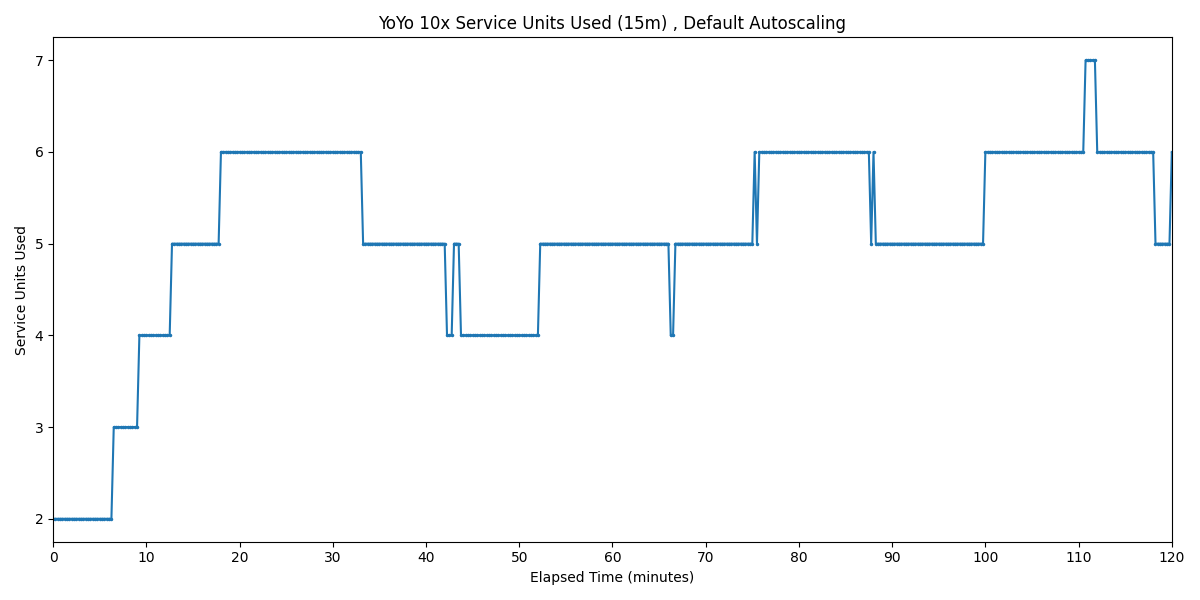 YoYo 10x Service Units Used (15m) , Default Autoscaling
Service Units Used
7
6
5
4
3
2
0 10 20 30 40 50 60 70 80 90 100 110 120
Elapsed Time (minutes)